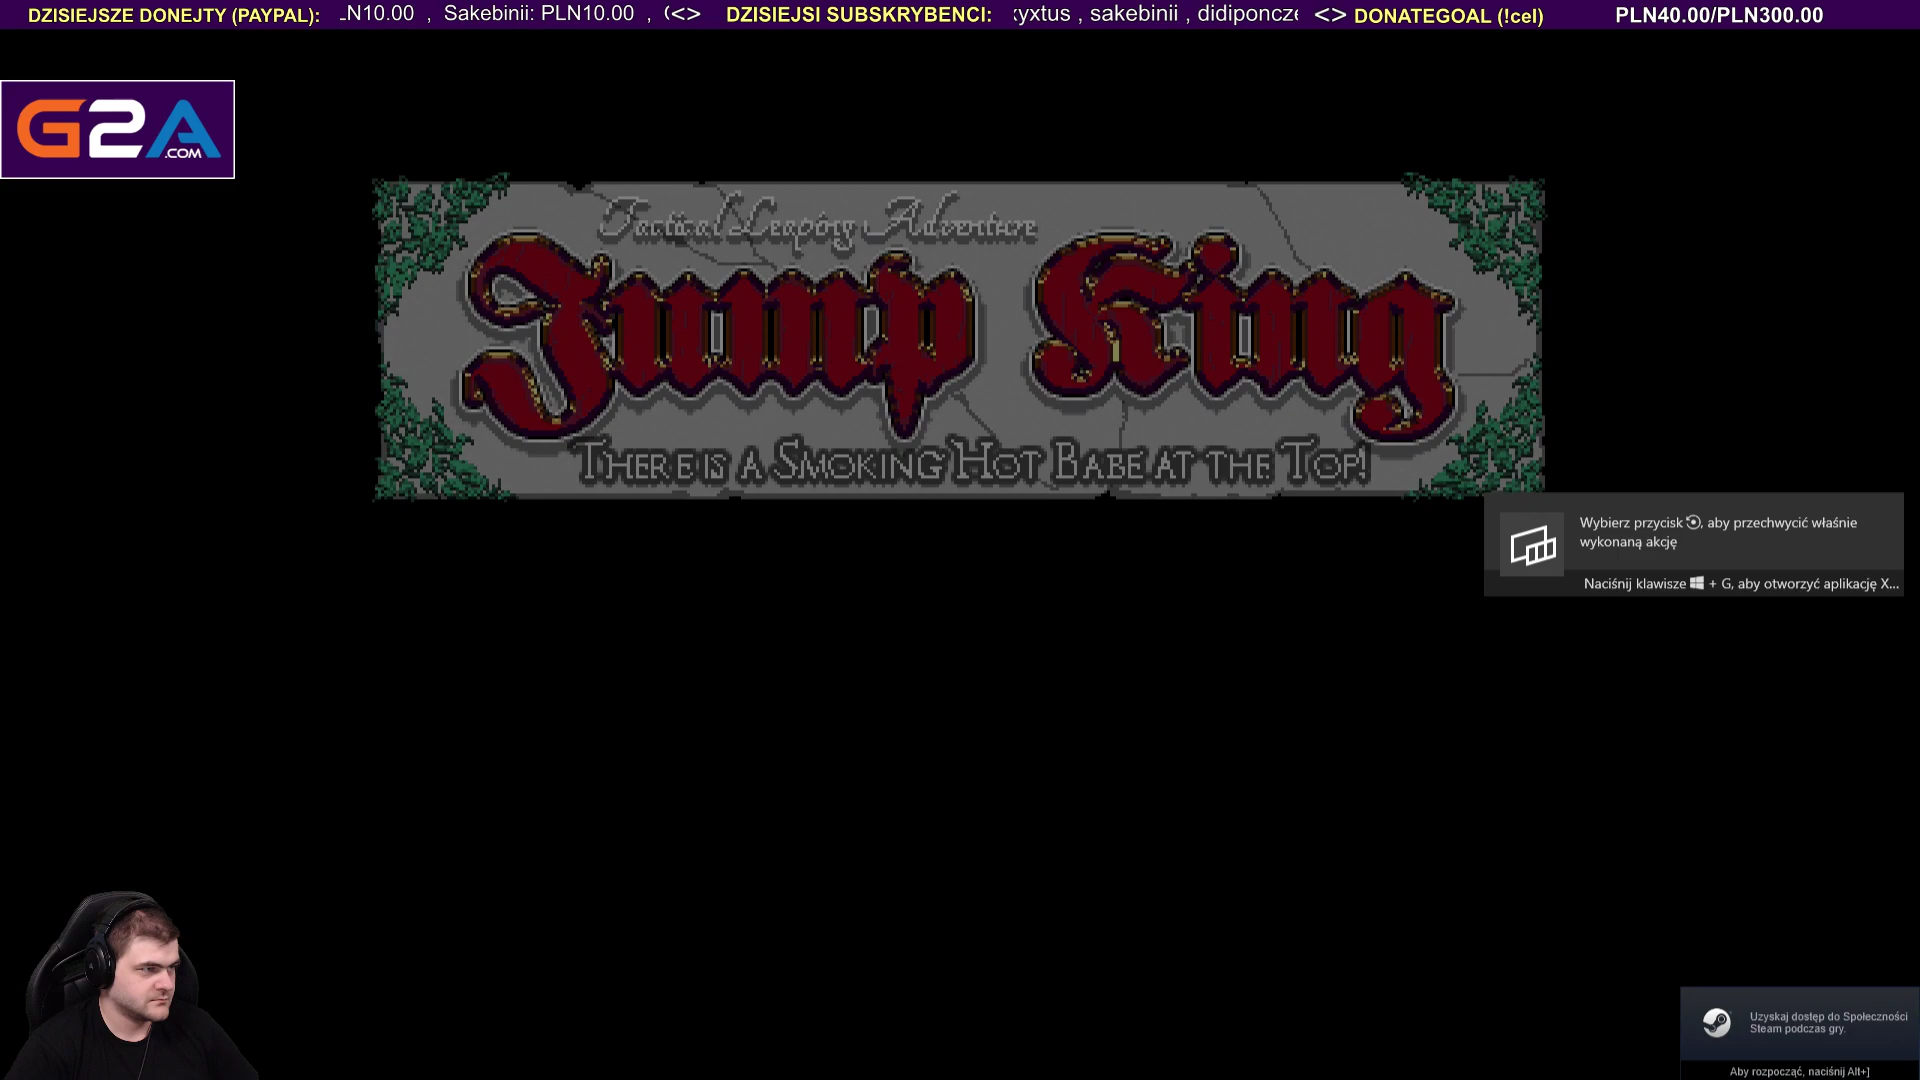 DZISIEJSZE DONEJTY (PAYPAL): N10.00 , Sakebinii: PLN10.00 , <> DZISIEJSI SUBSKRYBENCI: yxtus , sakebinii , didiponcz <> DONATEGOAL (!cel) PLN40.00/PLN300.00
G2A
.COM
Tactical Leaping Adventure
Jump King
THERE IS A SMOKING HOT BABE AT THE TOP!
Wybierz przycisk , aby przechwycić właśnie
wykonaną akcję
Naciśnij klawisze + G, aby otworzyć aplikację X...
Uzyskaj dostęp do Społeczności
Steam podczas gry.
Aby rozpocząć, naciśnij Alt+]